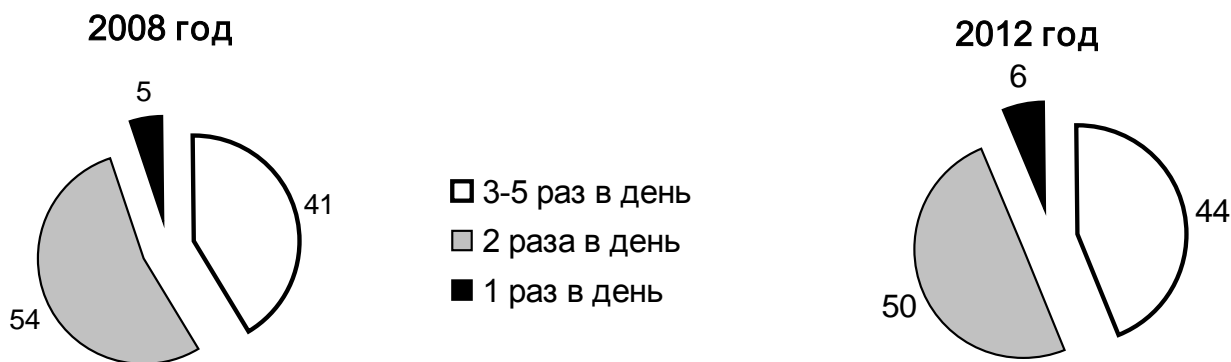 2008 год
5
41
54
3-5 раз в день
2 раза в день
1 раз в день
2012 год
6
44
50